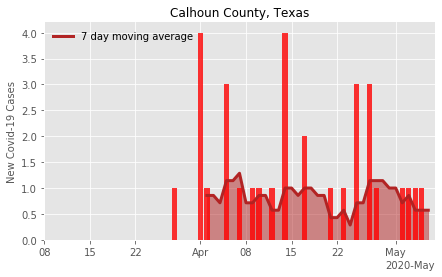 Calhoun County, Texas
7 day moving average
New Covid-19 Cases
4.0
3.5
3.0
2.5
2.0
1.5
1.0
0.5
0.0
08 15 22 Apr 08 15 22 May
2020-May